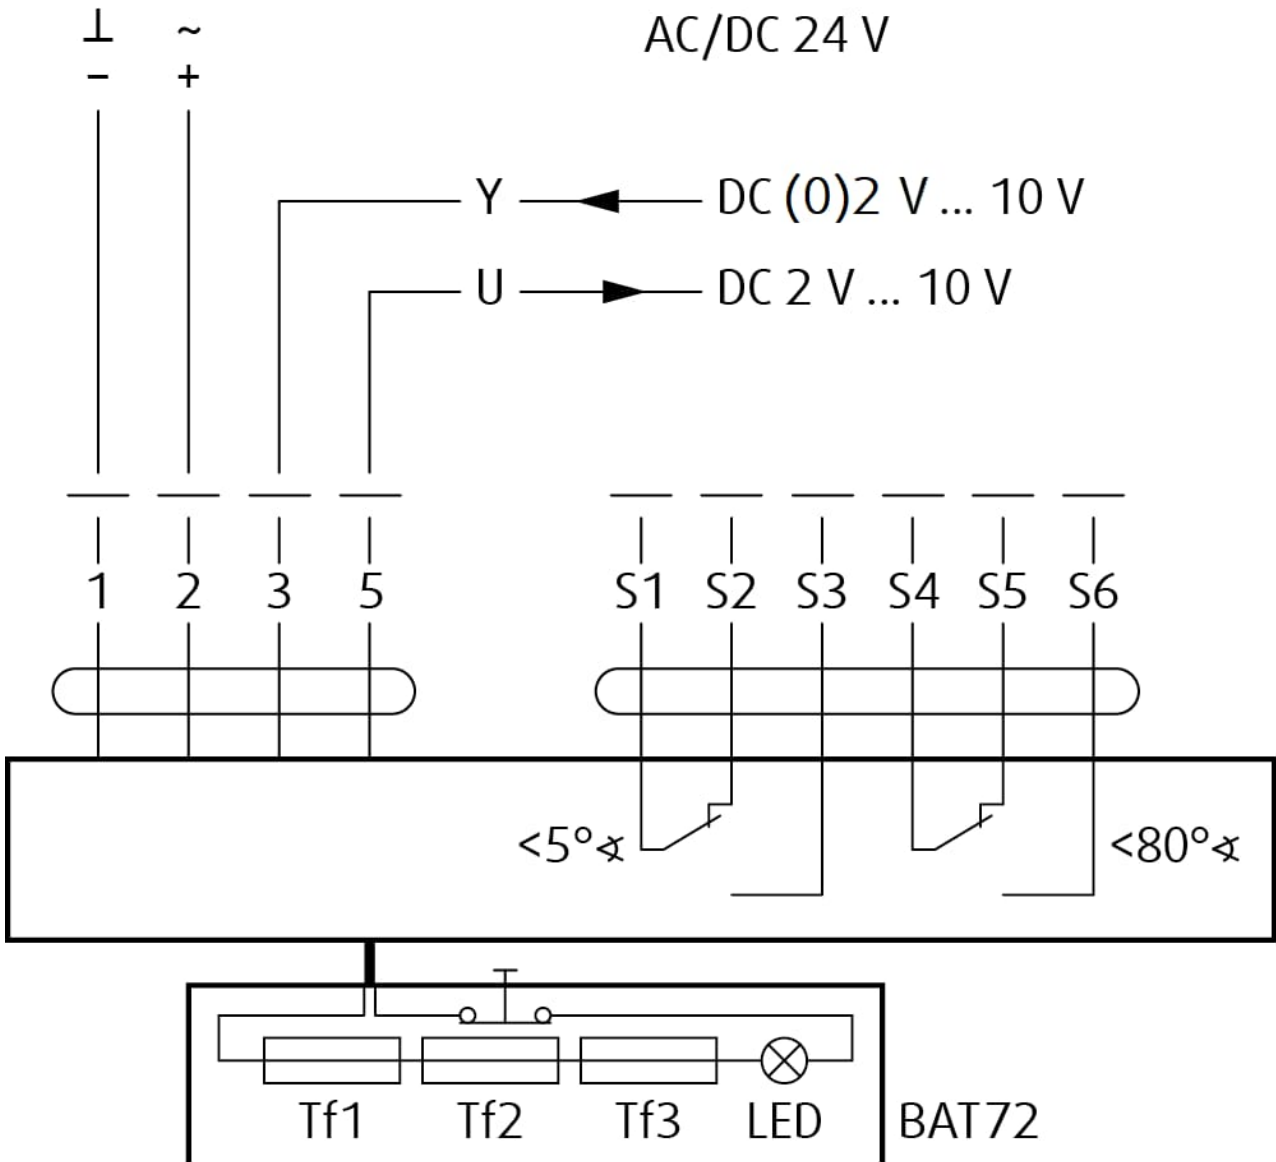 ⊥ ~ AC/DC 24 V
– +
Y DC (0)2 V ... 10 V
U DC 2 V ... 10 V
1 2 3 5 S1 S2 S3 S4 S5 S6
<5°∢ <80°∢
Tf1 Tf2 Tf3 LED BAT72